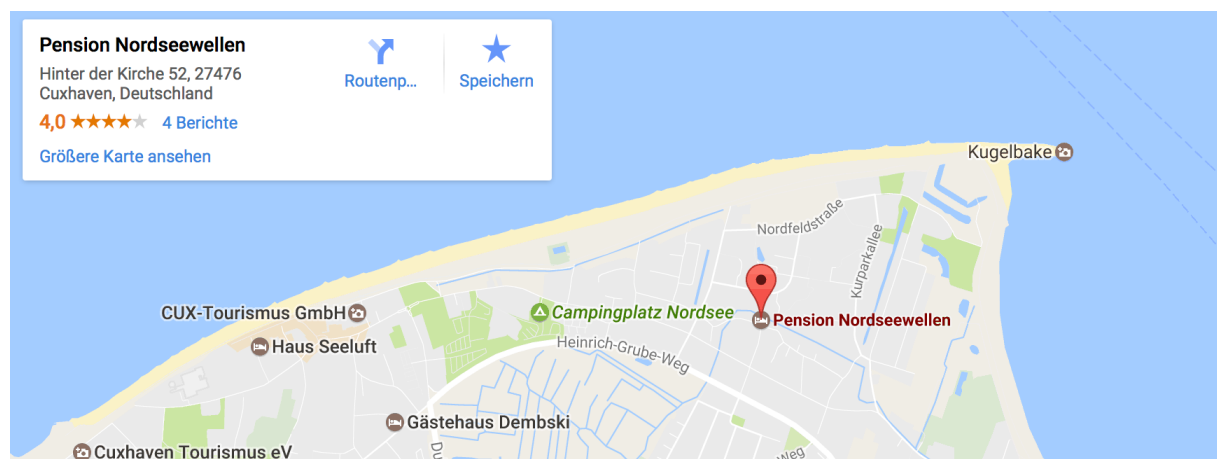 Pension Nordseewellen
Hinter der Kirche 52, 27476
Cuxhaven, Deutschland
4,0 4 Berichte
Größere Karte ansehen
Routenp...
Speichern
Kugelbake
Nordfeldstraße
Kurparkallee
CUX-Tourismus GmbH
Campingplatz Nordsee
Pension Nordseewellen
Haus Seeluft
Heinrich-Grube-Weg
Gästehaus Dembski
Cuxhaven Tourismus eV
Weg